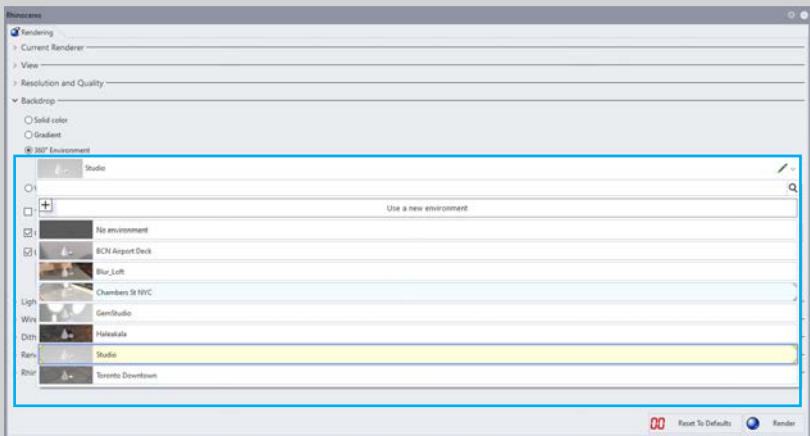 Rhinoceros
Rendering
Current Renderer
View
Resolution and Quality
Backdrop
Solid color
Gradient
360° Environment
Studio
Use a new environment
No environment
BCN Airport Deck
Blur_Loft
Chambers St NYC
GemStudio
Ligh
Haleakala
Wire
Dith
Studio
Ren
Toronto Downtown
Rhin
00 Reset To Defaults Render